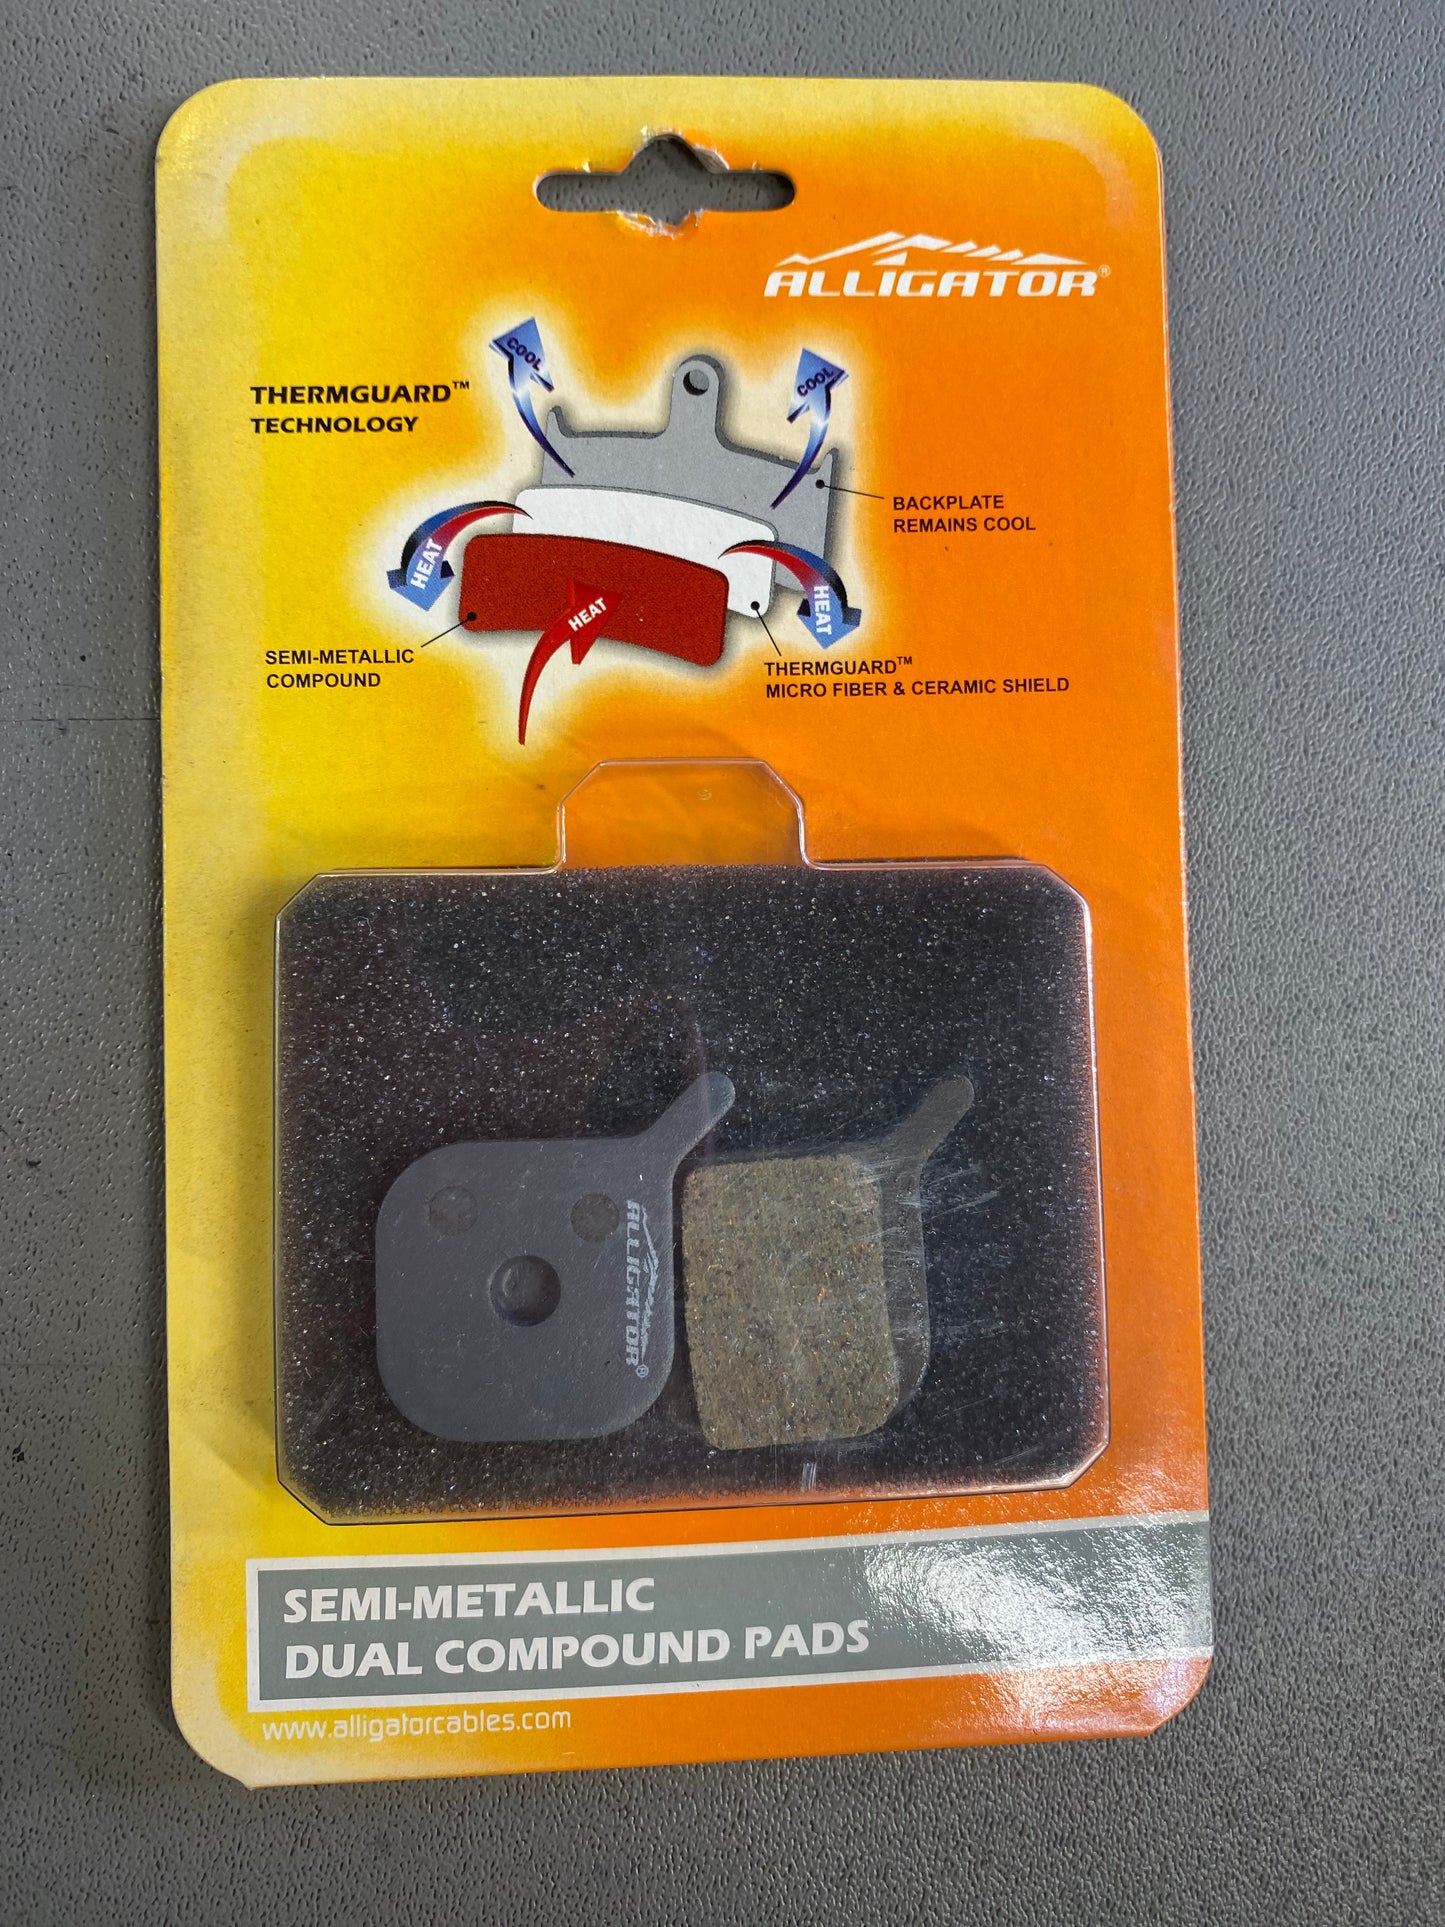 ALLIGATOR®
THERMGUARD™
TECHNOLOGY
COOL
COOL
BACKPLATE
REMAINS COOL
HEAT
HEAT
HEAT
SEMI-METALLIC
COMPOUND
THERMGUARD™
MICRO FIBER & CERAMIC SHIELD
ALLIGATOR®
SEMI-METALLIC
DUAL COMPOUND PADS
www.alligatorcables.com